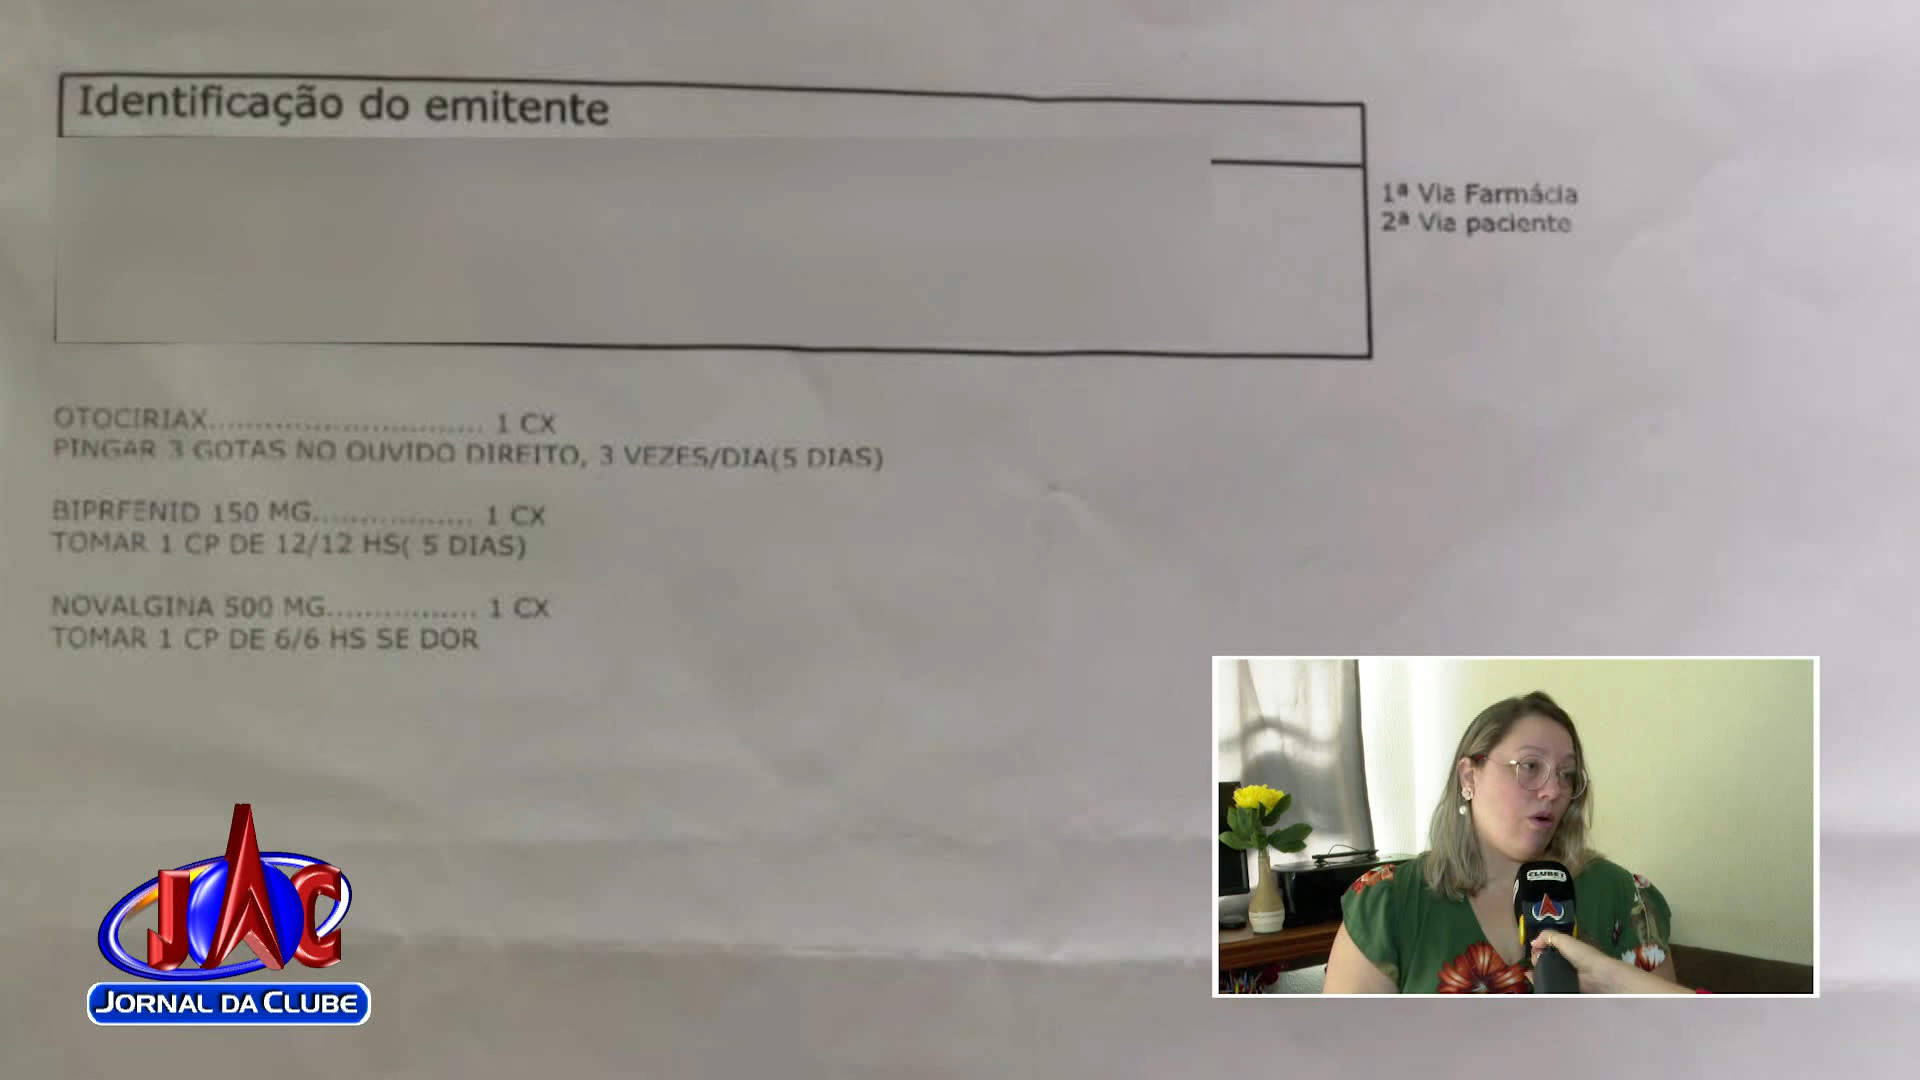 Identificação do emitente
1ª Via Farmácia
2ª Via paciente
OTOCIRIAX............................. 1 CX
PINGAR 3 GOTAS NO OUVIDO DIREITO, 3 VEZES/DIA(5 DIAS)
BIPRFENID 150 MG................. 1 CX
TOMAR 1 CP DE 12/12 HS( 5 DIAS)
NOVALGINA 500 MG................ 1 CX
TOMAR 1 CP DE 6/6 HS SE DOR
JAC
JORNAL DA CLUBE
CLUBE1